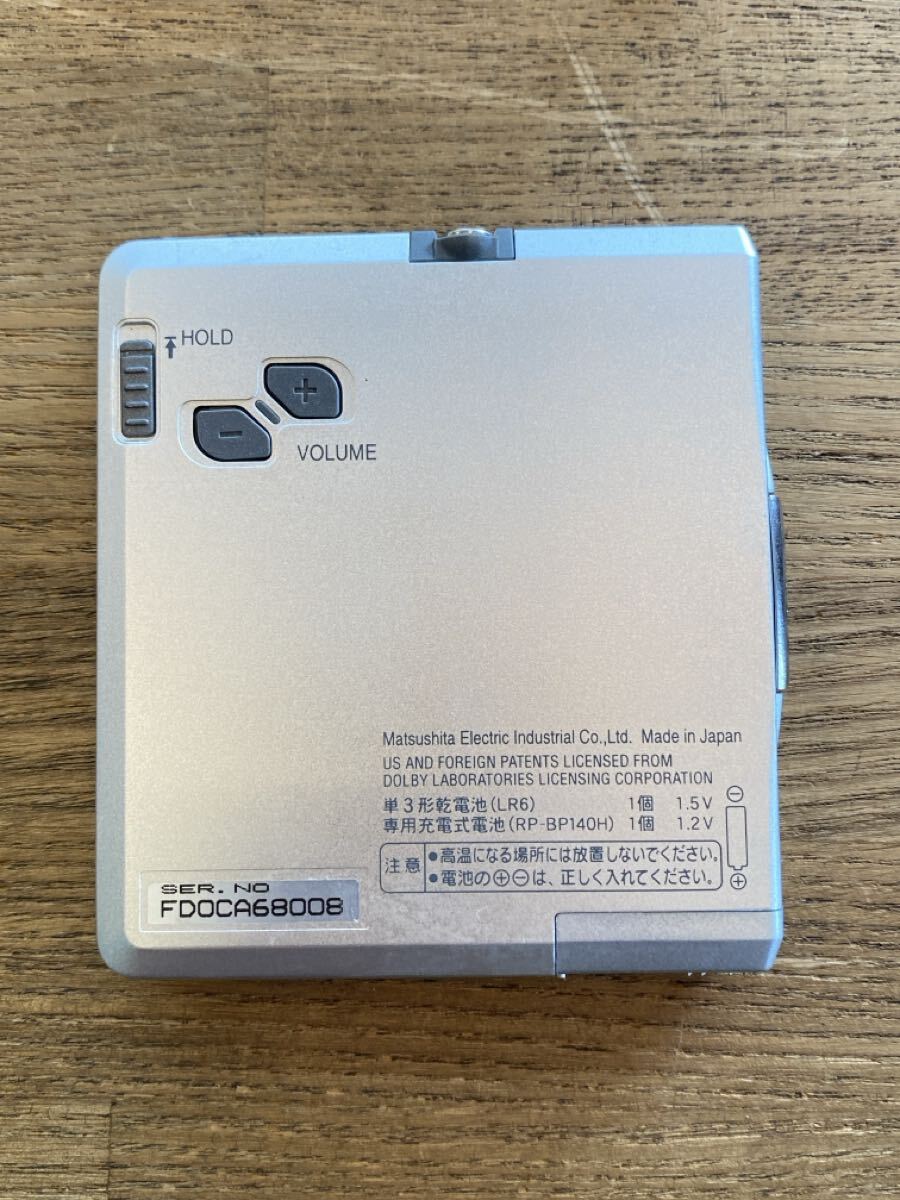 HOLD
+
−
VOLUME
Matsushita Electric Industrial Co.,Ltd. Made in Japan
US AND FOREIGN PATENTS LICENSED FROM
DOLBY LABORATORIES LICENSING CORPORATION
単3形乾電池(LR6) 1個 1.5V
専用充電式電池(RP-BP140H) 1個 1.2V
注意
•高温になる場所には放置しないでください。
•電池の⊕⊖は、正しく入れてください。
⊖
⊕
SER. NO
FD0CA68008